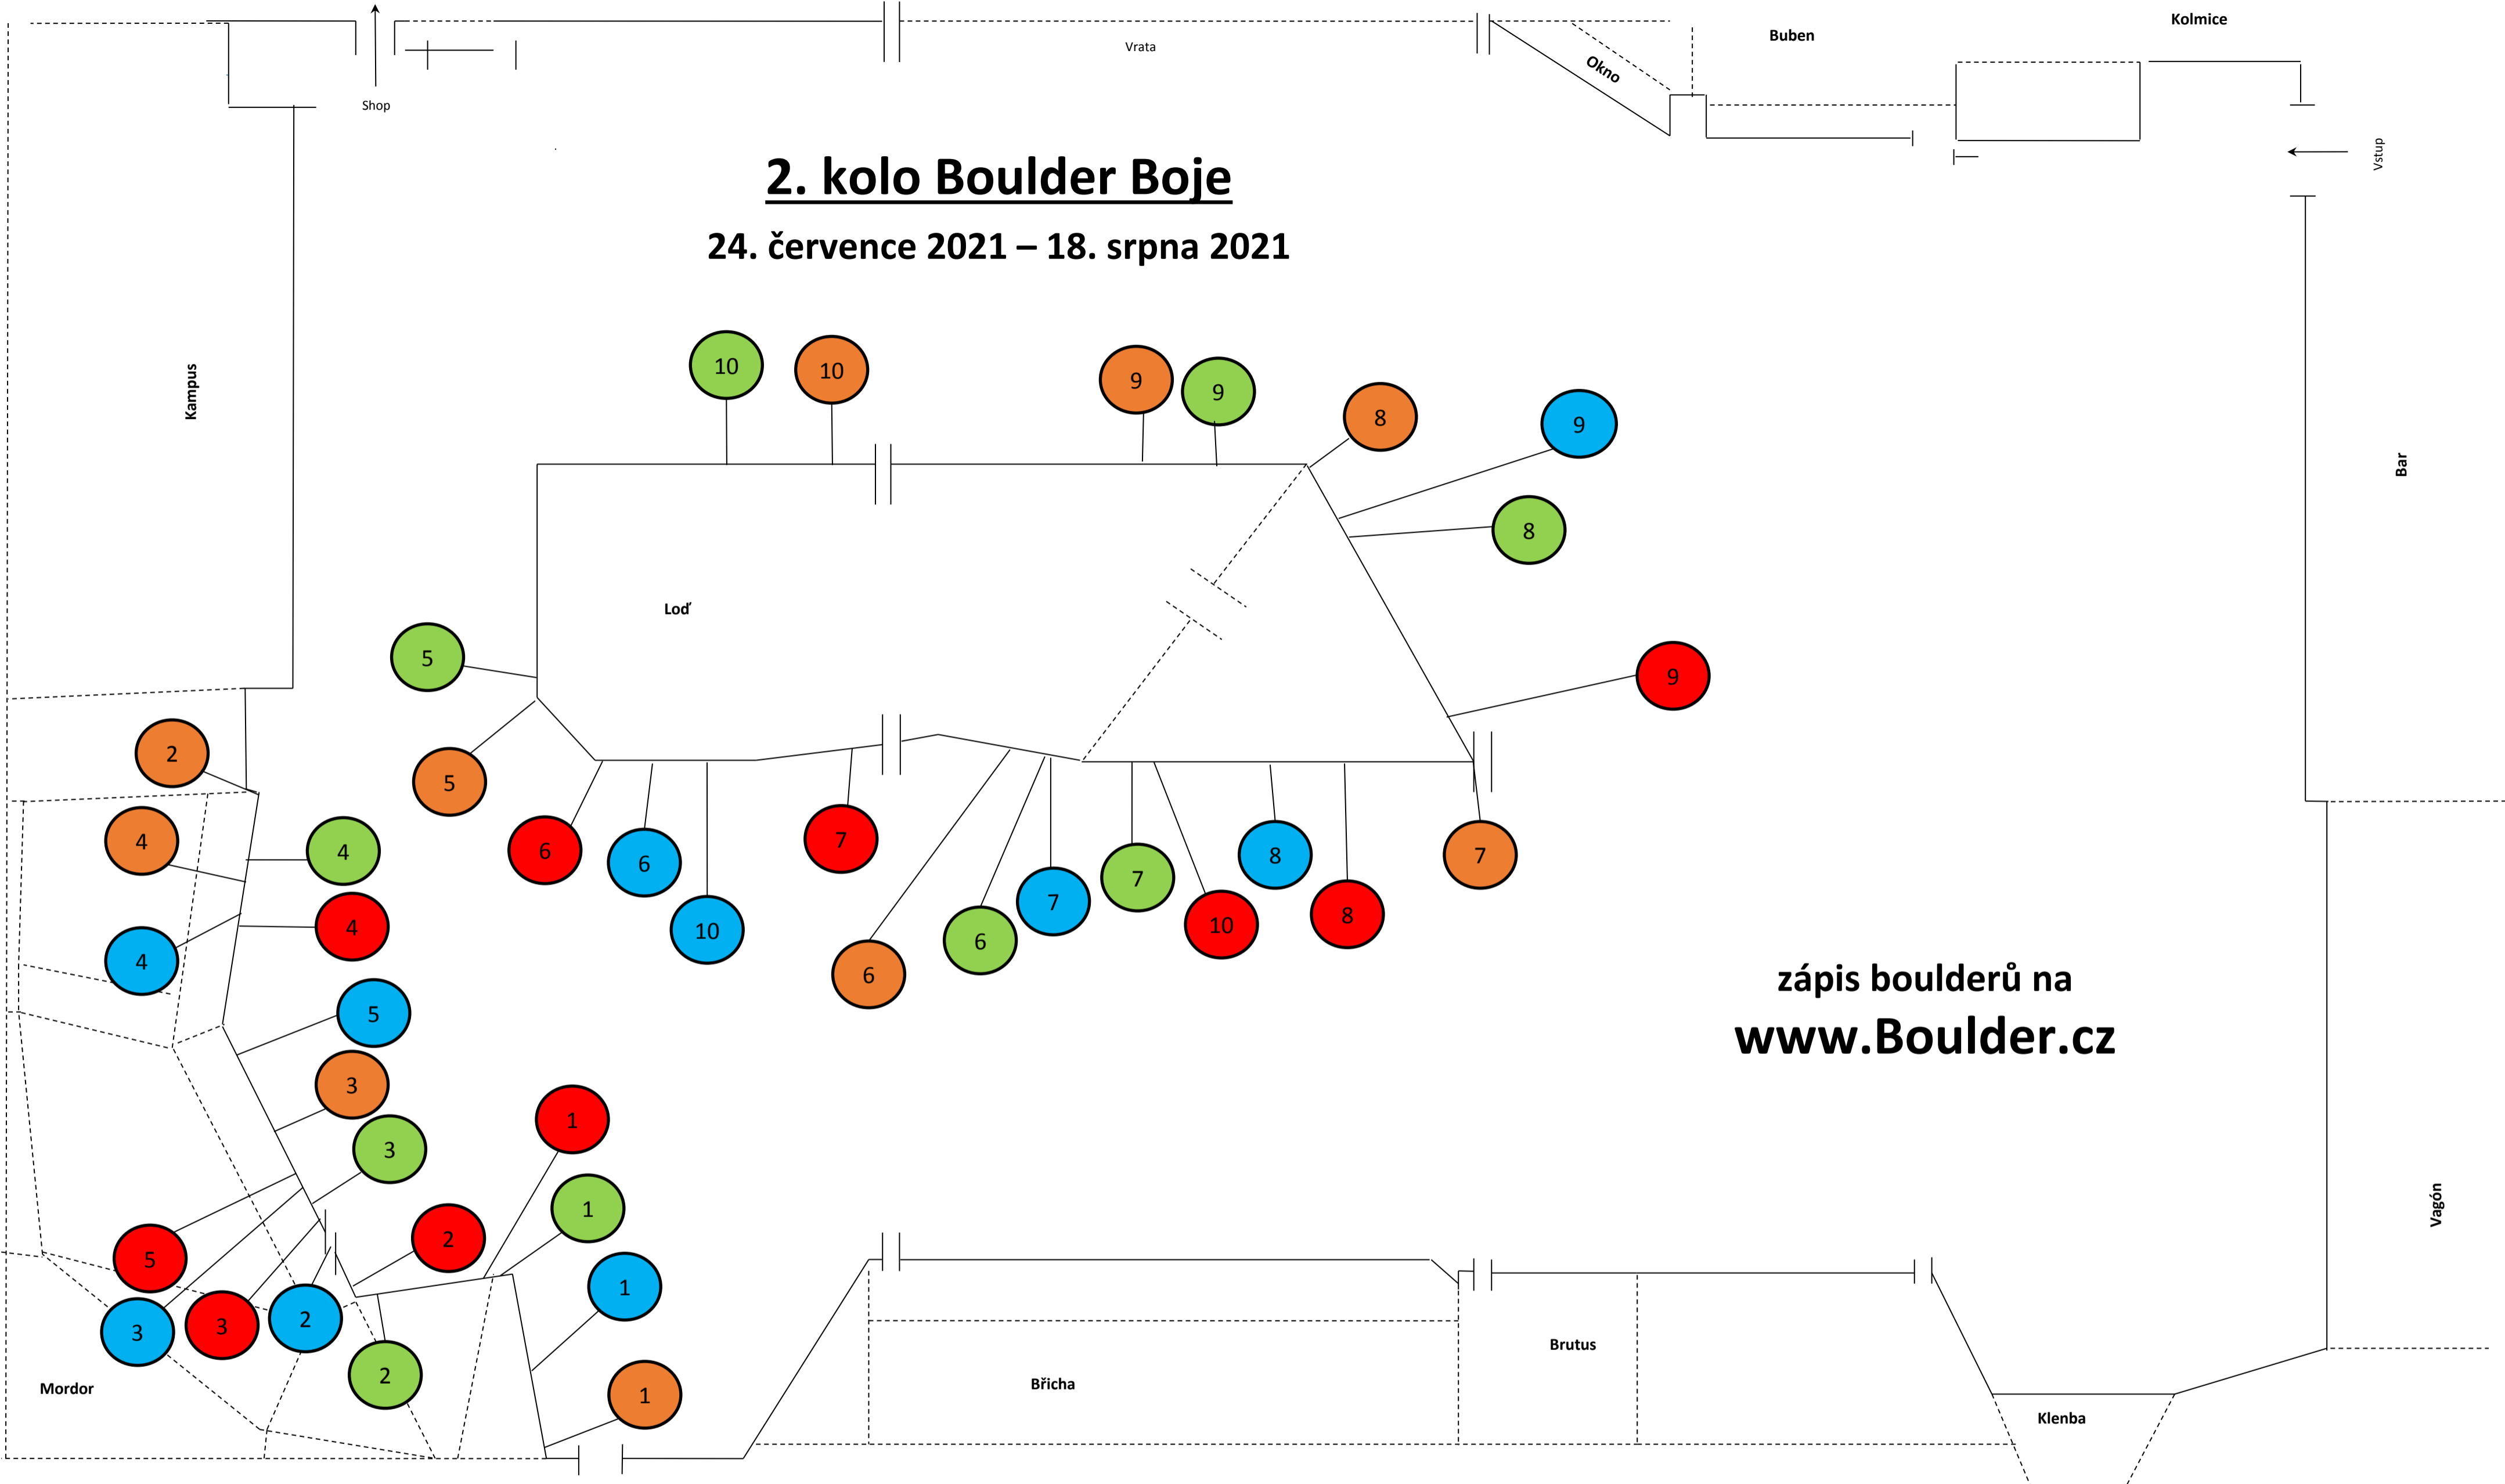 Kolmice
Buben
Vrata
Okno
Shop
Vstup
2. kolo Boulder Boje
24. července 2021 – 18. srpna 2021
Kampus
Bar
10
10
9
9
8
9
8
Loď
5
9
2
5
4
4
6
6
7
8
7
7
4
10
7
10
8
6
6
4
zápis boulderů na
www.Boulder.cz
5
3
1
3
1
Vagón
2
5
1
3
3
2
Brutus
2
Mordor
Břicha
1
Klenba